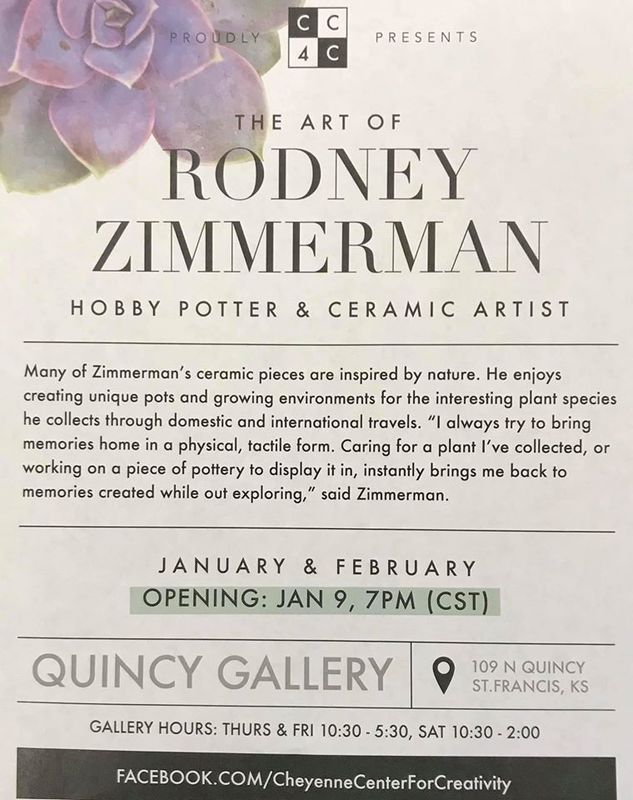 PROUDLY CC4C PRESENTS
THE ART OF
RODNEY
ZIMMERMAN
HOBBY POTTER & CERAMIC ARTIST
Many of Zimmerman's ceramic pieces are inspired by nature. He enjoys
creating unique pots and growing environments for the interesting plant species
he collects through domestic and international travels. “I always try to bring
memories home in a physical, tactile form. Caring for a plant I've collected, or
working on a piece of pottery to display it in, instantly brings me back to
memories created while out exploring,” said Zimmerman.
JANUARY & FEBRUARY
OPENING: JAN 9, 7PM (CST)
QUINCY GALLERY
109 N QUINCY
ST.FRANCIS, KS
GALLERY HOURS: THURS & FRI 10:30 - 5:30, SAT 10:30 - 2:00
FACEBOOK.COM/CheyenneCenterForCreativity